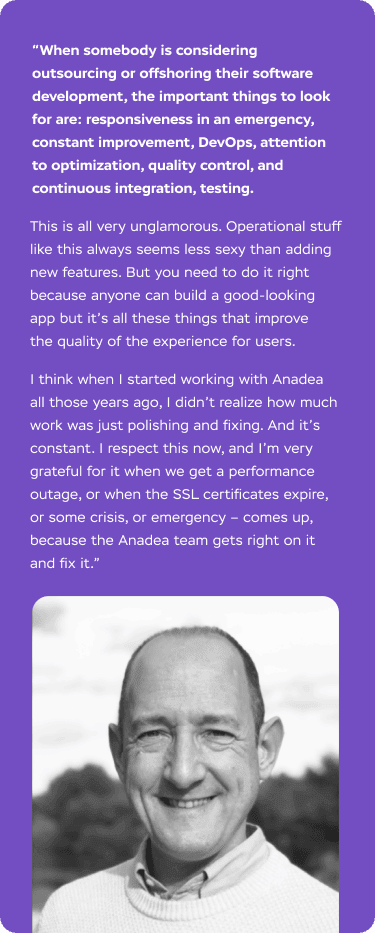 “When somebody is considering
outsourcing or offshoring their software
development, the important things to look
for are: responsiveness in an emergency,
constant improvement, DevOps, attention
to optimization, quality control, and
continuous integration, testing.
This is all very unglamorous. Operational stuff
like this always seems less sexy than adding
new features. But you need to do it right
because anyone can build a good-looking
app but it’s all these things that improve
the quality of the experience for users.
I think when I started working with Anadea
all those years ago, I didn’t realize how much
work was just polishing and fixing. And it’s
constant. I respect this now, and I’m very
grateful for it when we get a performance
outage, or when the SSL certificates expire,
or some crisis, or emergency – comes up,
because the Anadea team gets right on it
and fix it.”